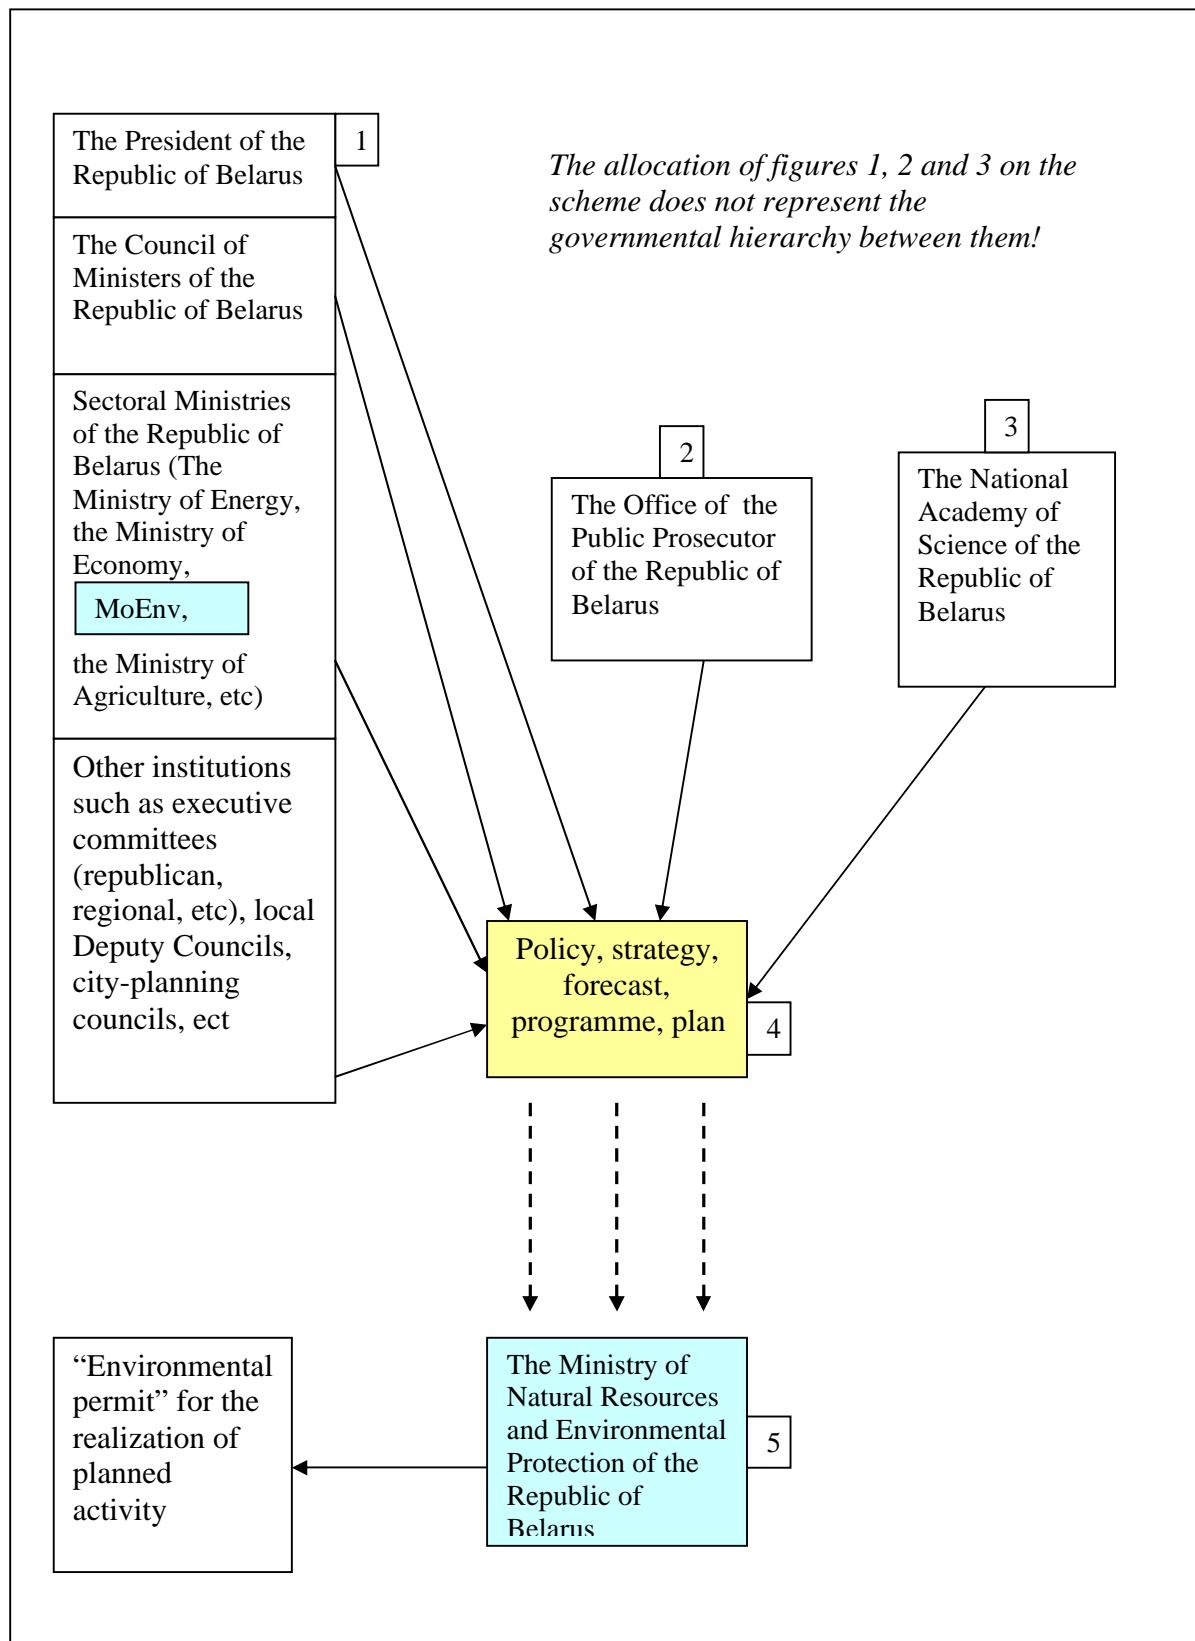 The President of the
Republic of Belarus
1
The allocation of figures 1, 2 and 3 on the
scheme does not represent the
governmental hierarchy between them!
The Council of
Ministers of the
Republic of Belarus
Sectoral Ministries
of the Republic of
Belarus (The
Ministry of Energy,
the Ministry of
Economy,
MoEnv,
the Ministry of
Agriculture, etc)
2
The Office of the
Public Prosecutor
of the Republic of
Belarus
3
The National
Academy of
Science of the
Republic of
Belarus
Other institutions
such as executive
committees
(republican,
regional, etc), local
Deputy Councils,
city-planning
councils, ect
Policy, strategy,
forecast,
programme, plan
4
“Environmental
permit” for the
realization of
planned
activity
The Ministry of
Natural Resources
and Environmental
Protection of the
Republic of
Belarus
5